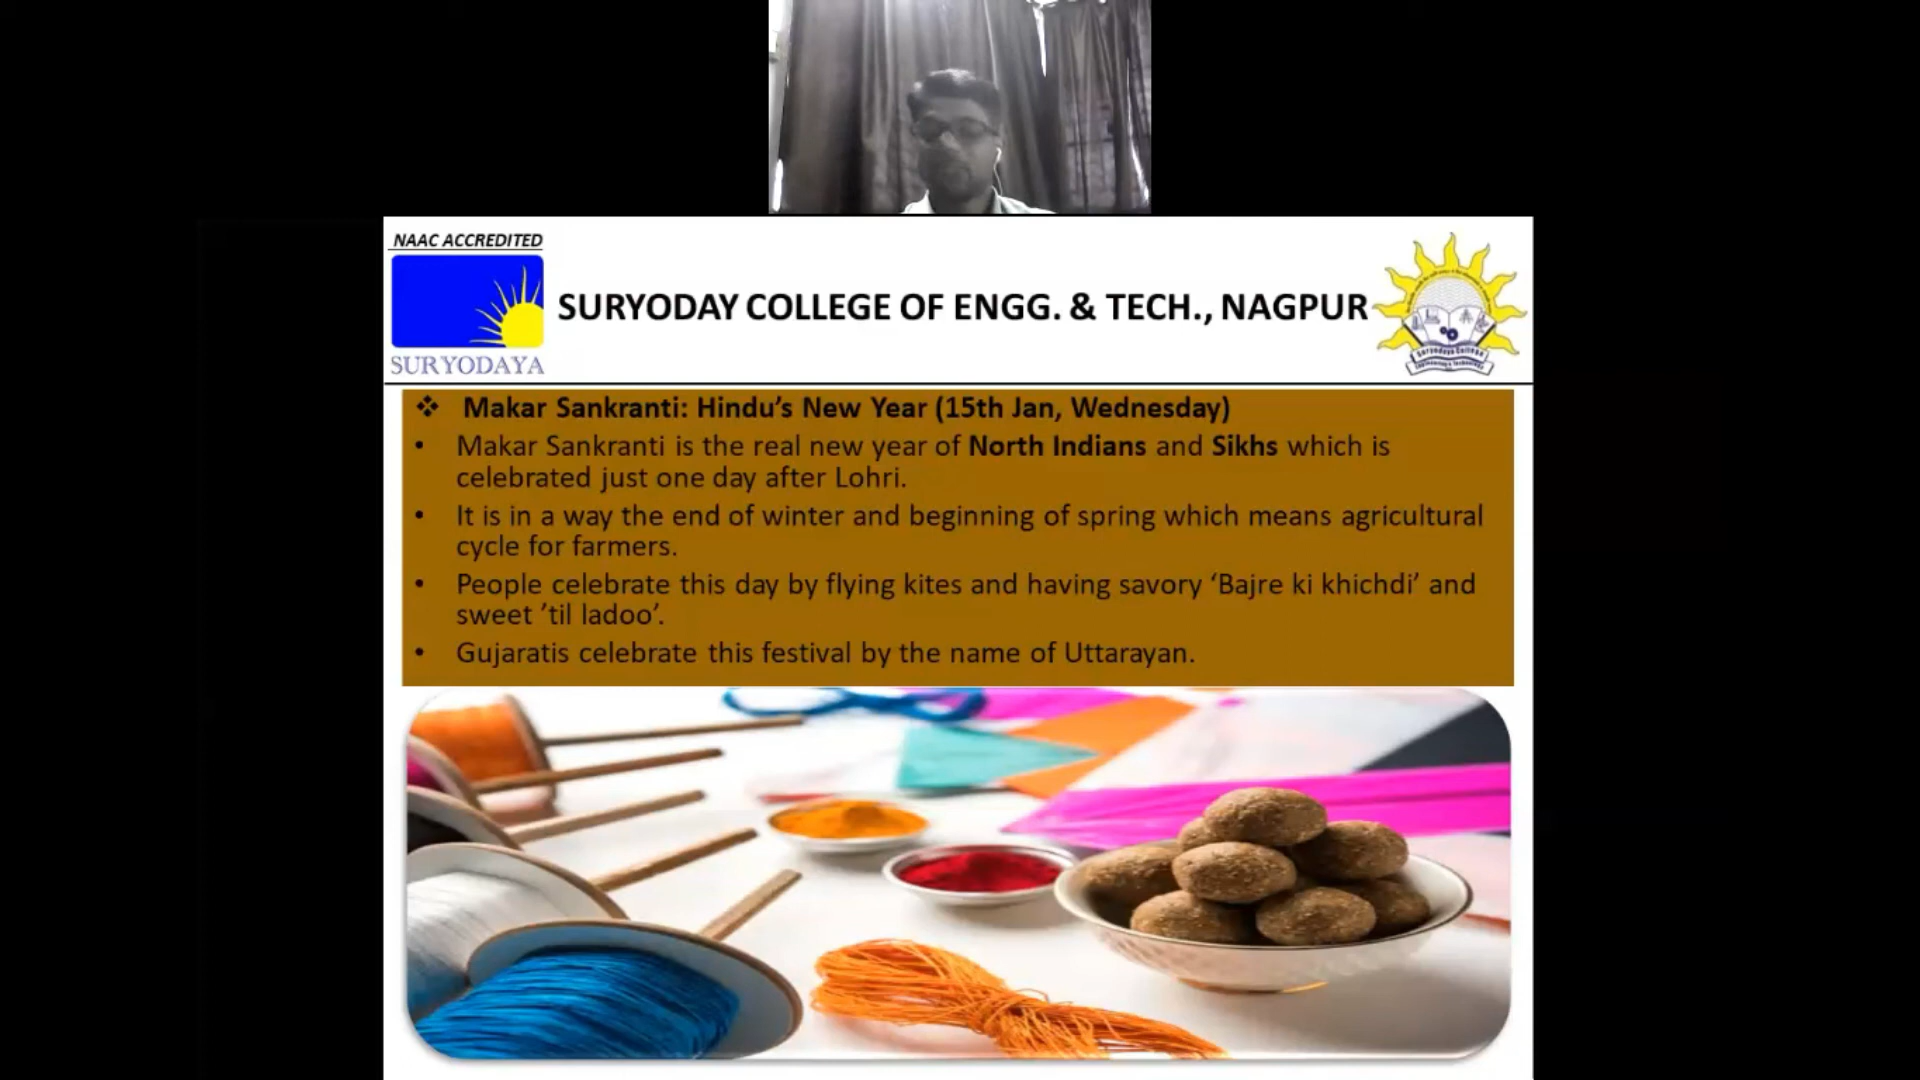 NAAC ACCREDITED
SURYODAYA
SURYODAY COLLEGE OF ENGG. & TECH., NAGPUR
Suryodaya College
❖ Makar Sankranti: Hindu’s New Year (15th Jan, Wednesday)
• Makar Sankranti is the real new year of North Indians and Sikhs which is
celebrated just one day after Lohri.
• It is in a way the end of winter and beginning of spring which means agricultural
cycle for farmers.
• People celebrate this day by flying kites and having savory ‘Bajre ki khichdi’ and
sweet ’til ladoo’.
• Gujaratis celebrate this festival by the name of Uttarayan.